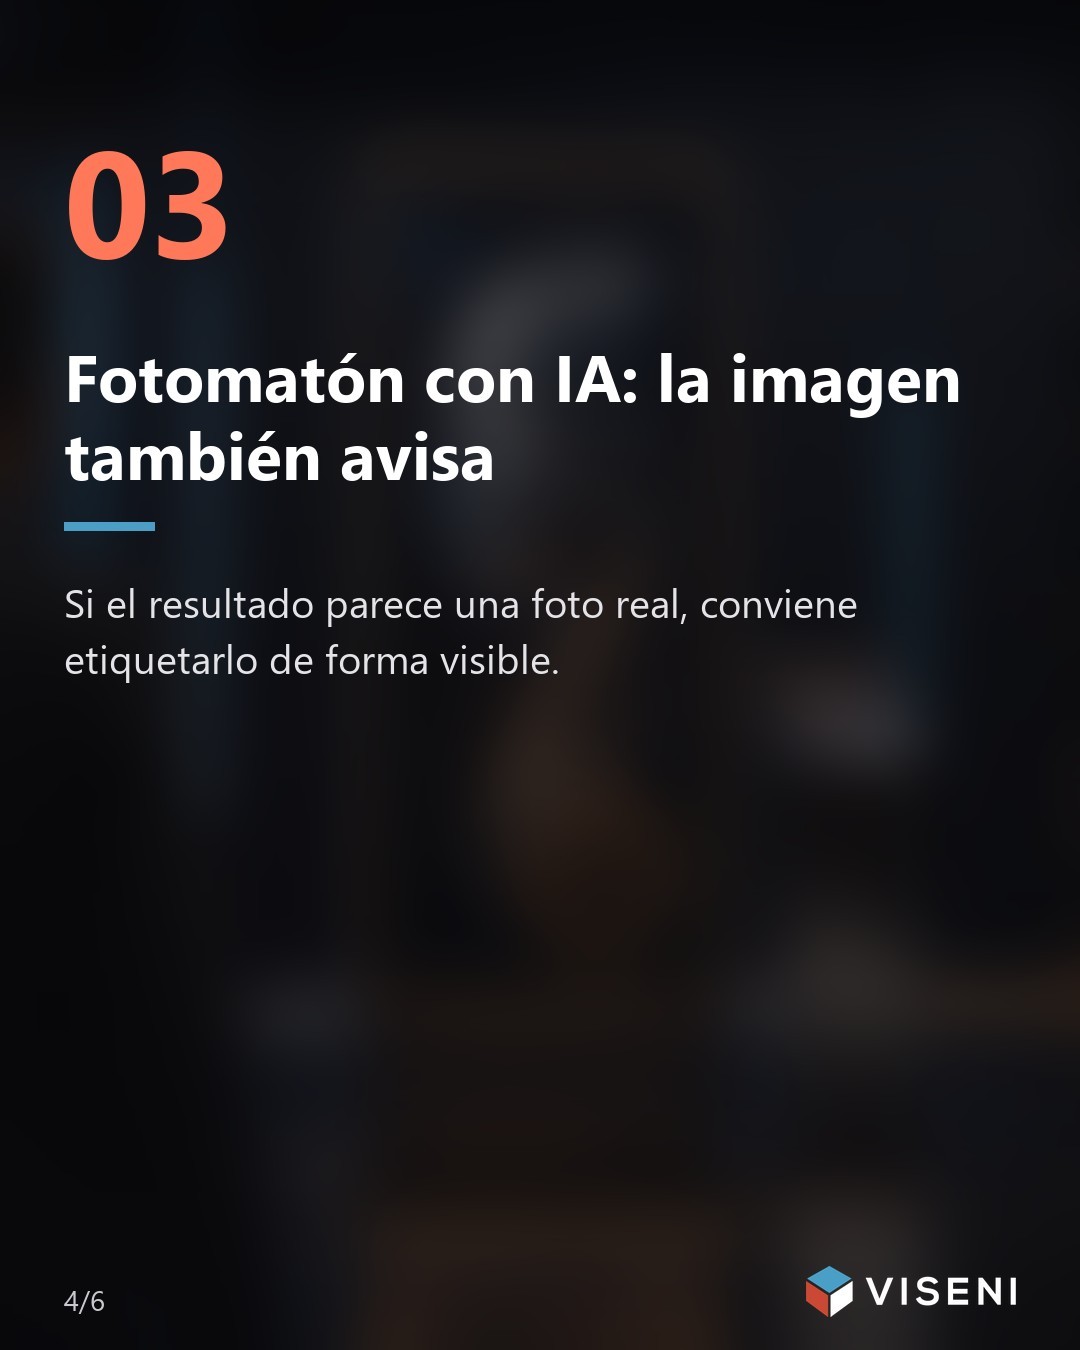 03
Fotomatón con IA: la imagen
también avisa
Si el resultado parece una foto real, conviene
etiquetarlo de forma visible.
4/6
VISENI